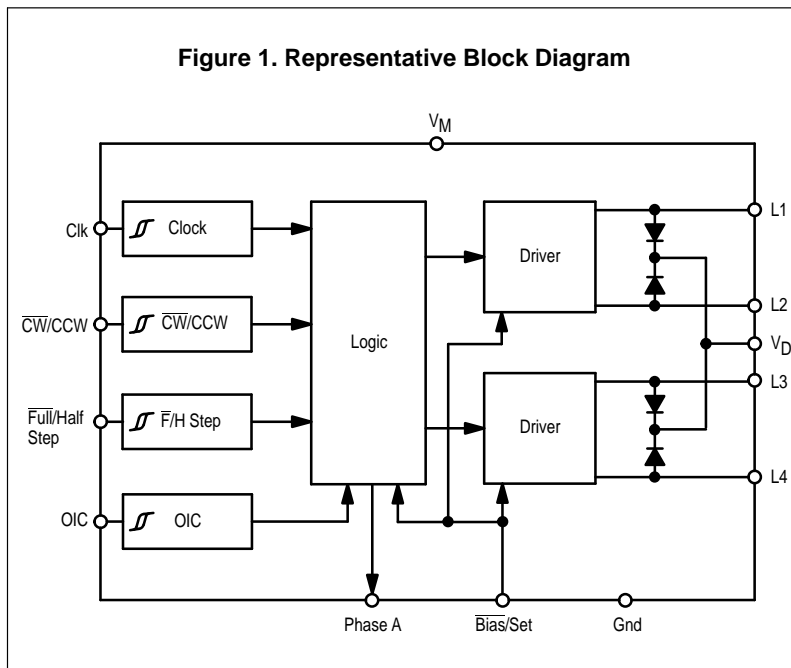 Figure 1. Representative Block Diagram
VM
Clk
Clock
L1
Driver
L2
CW/CCW
CW/CCW
Logic
VD
L3
Full/Half
Step
F/H Step
Driver
L4
OIC
OIC
Phase A
Bias/Set
Gnd